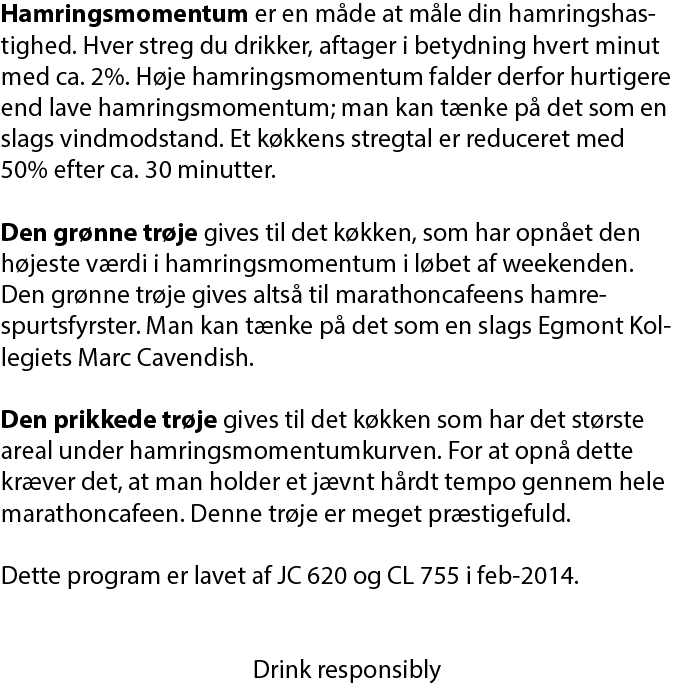 Hamringsmomentum er en måde at måle din hamringshas-
tighed. Hver streg du drikker, aftager i betydning hvert minut
med ca. 2%. Høje hamringsmomentum falder derfor hurtigere
end lave hamringsmomentum; man kan tænke på det som en
slags vindmodstand. Et køkkens stregtal er reduceret med
50% efter ca. 30 minutter.

Den grønne trøje gives til det køkken, som har opnået den
højeste værdi i hamringsmomentum i løbet af weekenden.
Den grønne trøje gives altså til marathoncafeens hamre-
spurtsfyrster. Man kan tænke på det som en slags Egmont Kol-
legiets Marc Cavendish.

Den prikkede trøje gives til det køkken som har det største
areal under hamringsmomentumkurven. For at opnå dette
kræver det, at man holder et jævnt hårdt tempo gennem hele
marathoncafeen. Denne trøje er meget præstigefuld.

Dette program er lavet af JC 620 og CL 755 i feb-2014.

Drink responsibly